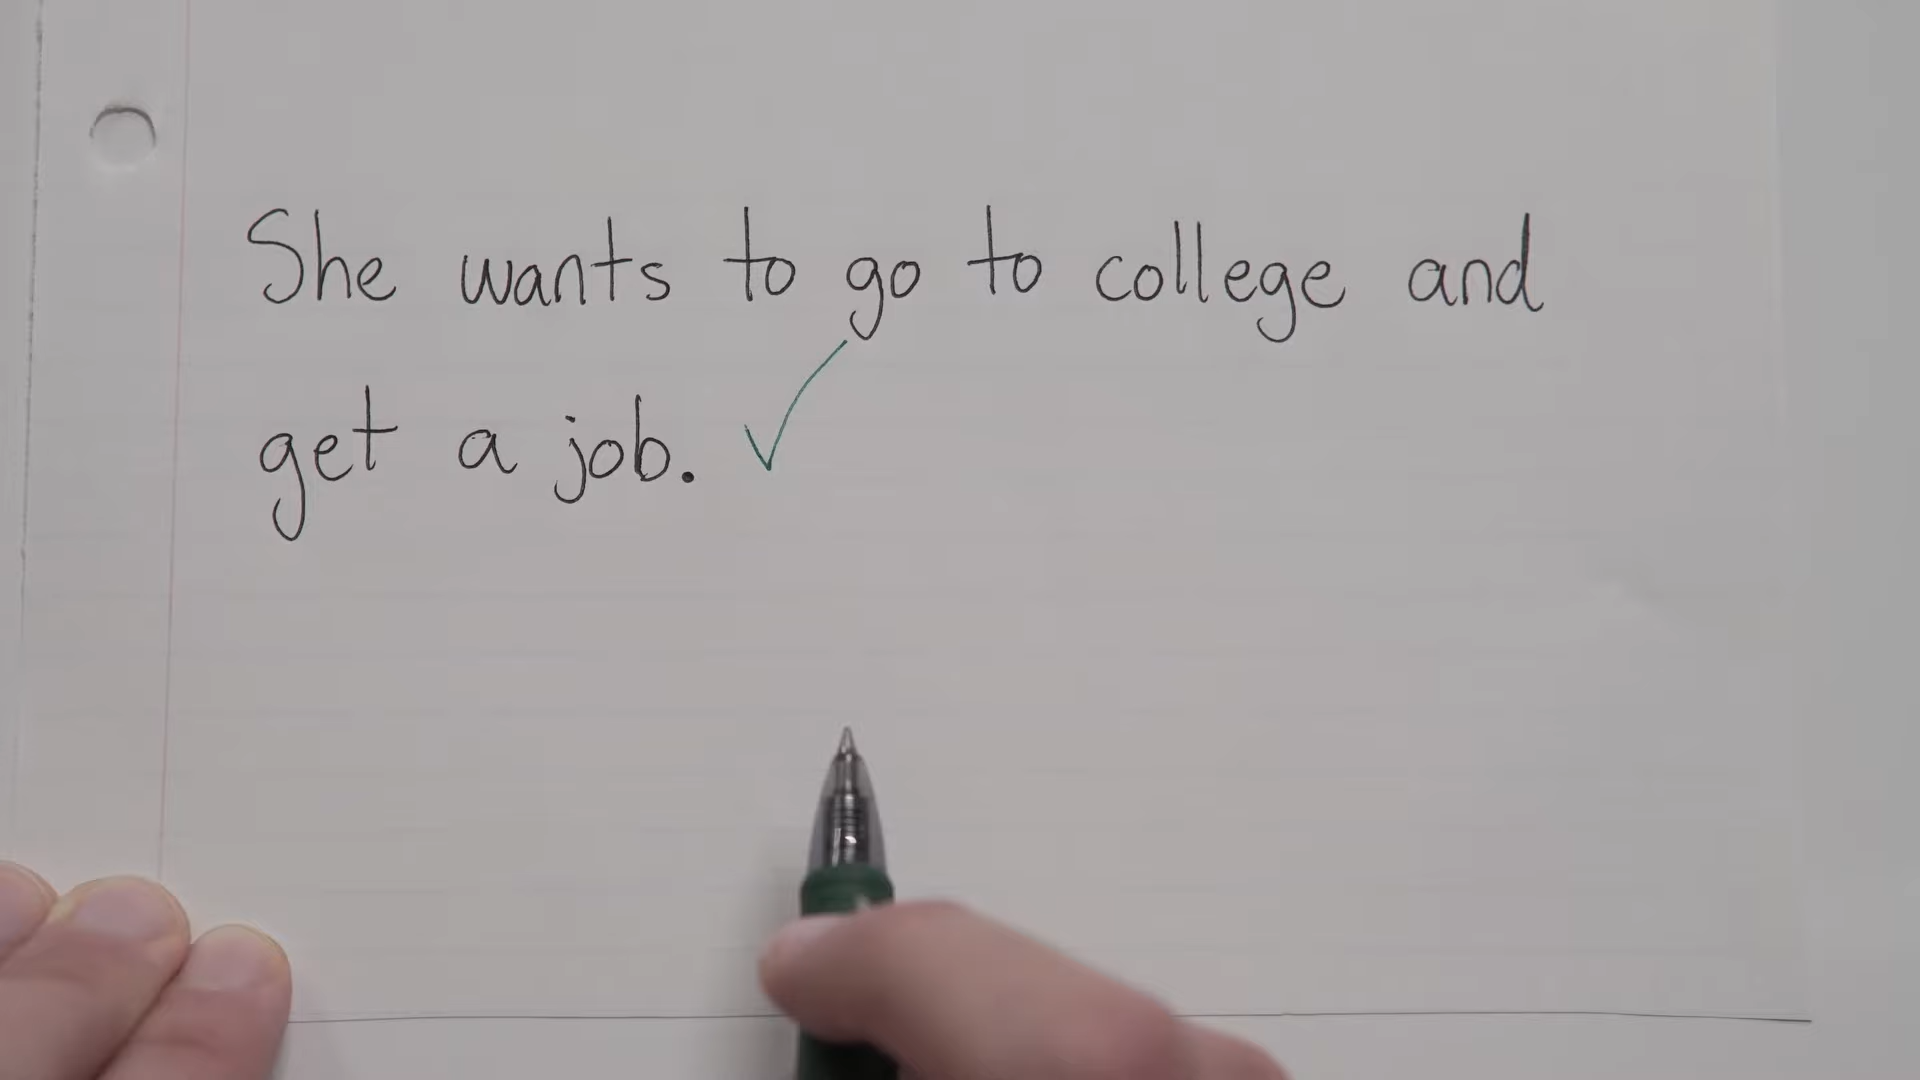 She wants to go to college and
get a job. ✓